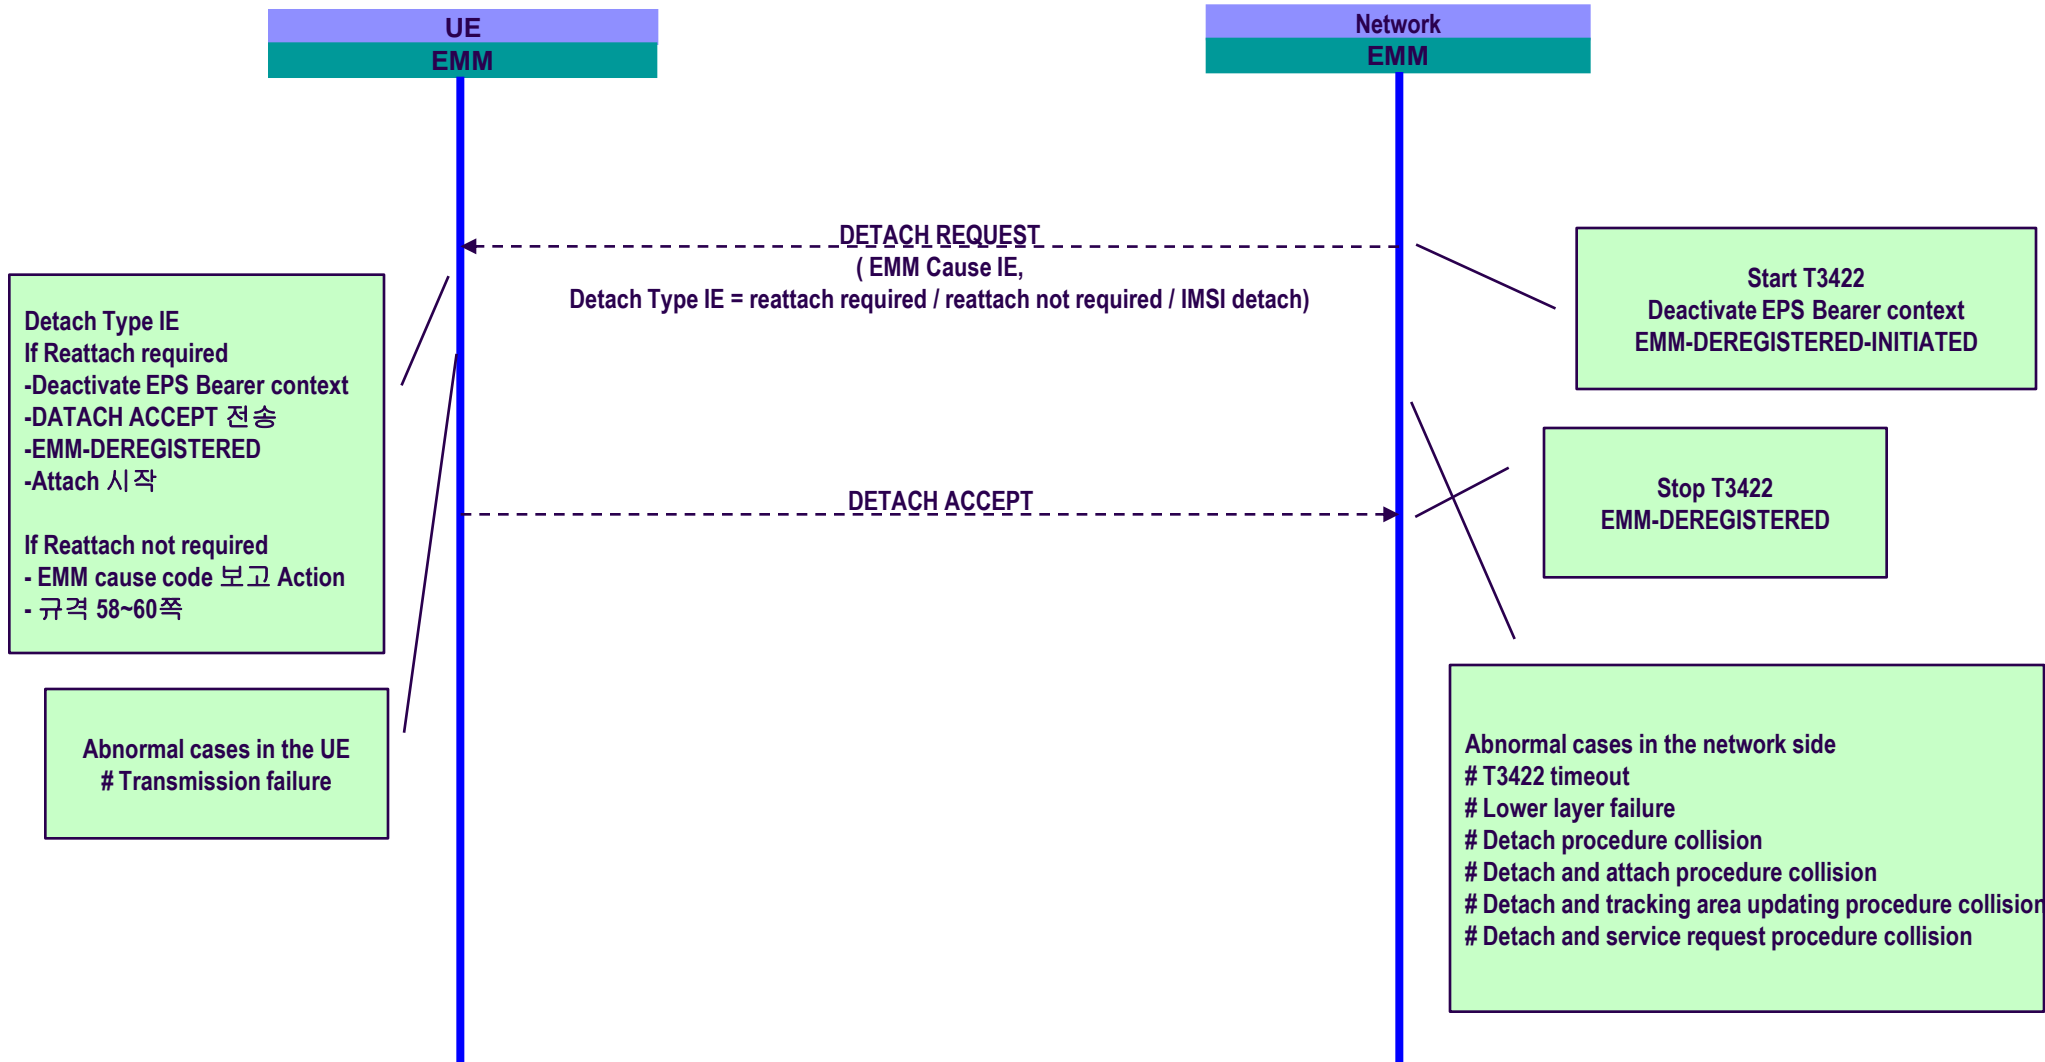 UE
EMM
Network
EMM
DETACH REQUEST
( EMM Cause IE,
Detach Type IE = reattach required / reattach not required / IMSI detach)
Start T3422
Deactivate EPS Bearer context
EMM-DEREGISTERED-INITIATED
Detach Type IE
If Reattach required
-Deactivate EPS Bearer context
-DATACH ACCEPT 전송
-EMM-DEREGISTERED
-Attach 시작
If Reattach not required
- EMM cause code 보고 Action
- 규격 58~60쪽
DETACH ACCEPT
Stop T3422
EMM-DEREGISTERED
Abnormal cases in the UE
# Transmission failure
Abnormal cases in the network side
# T3422 timeout
# Lower layer failure
# Detach procedure collision
# Detach and attach procedure collision
# Detach and tracking area updating procedure collision
# Detach and service request procedure collision